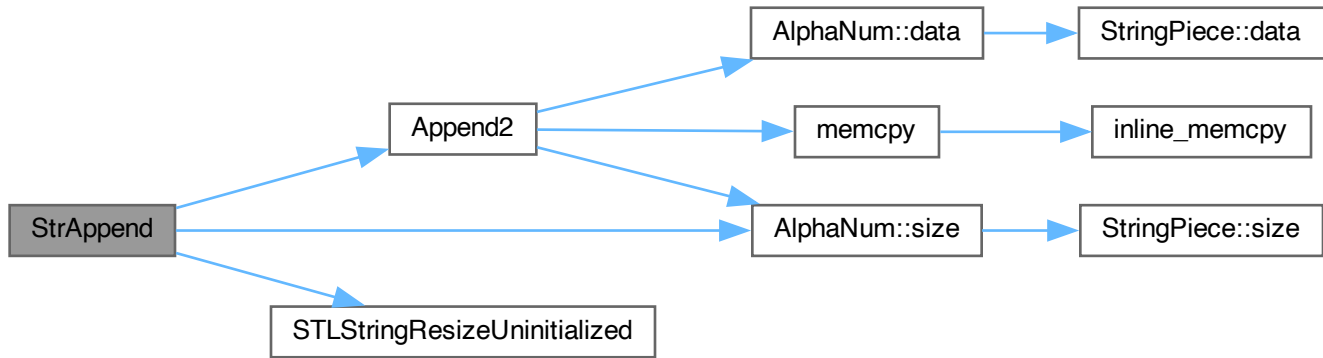 AlphaNum::data
StringPiece::data
Append2
memcpy
inline_memcpy
StrAppend
AlphaNum::size
StringPiece::size
STLStringResizeUninitialized